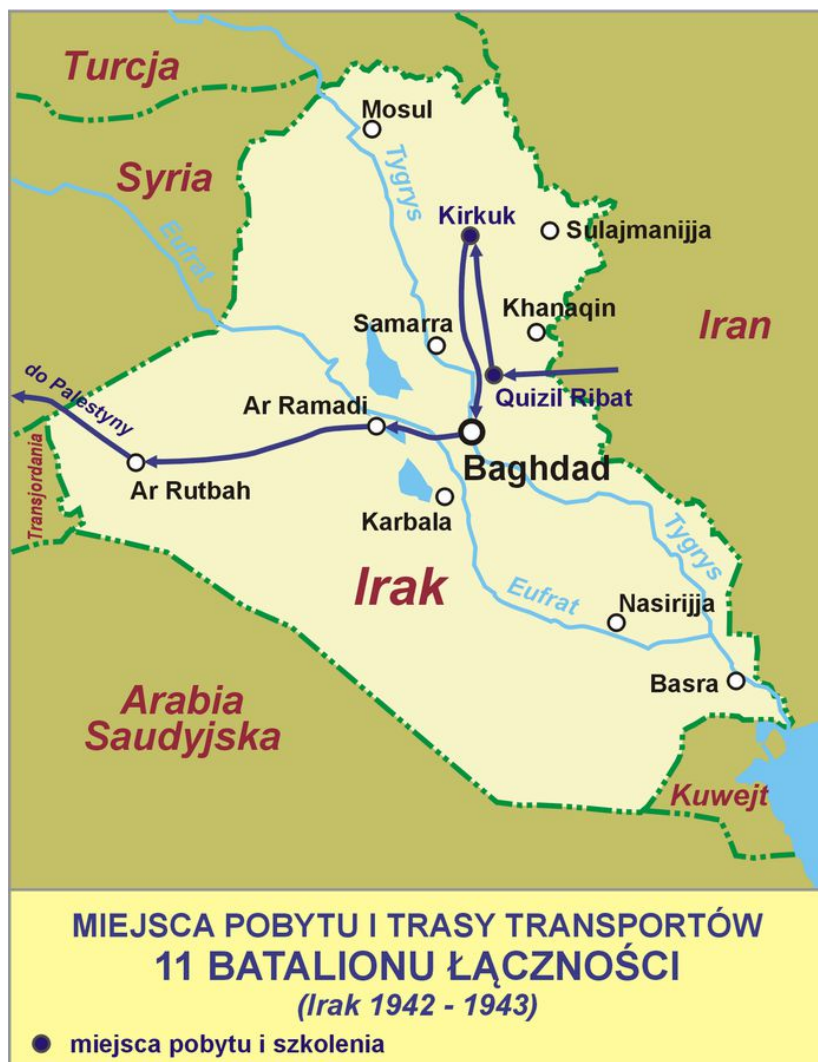 Turcja
Mosul
Syria
Tygrys
Kirkuk
Sulajmanijja
Eufrat
Khanaqin
Iran
Samarra
do Palestyny
Ar Ramadi
Quizil Ribat
Baghdad
Ar Rutbah
Transjordania
Karbala
Tygrys
Irak
Eufrat
Nasirijja
Basra
Arabia
Saudyjska
Kuwejt
MIEJSCA POBYTU I TRASY TRANSPORTÓW
11 BATALIONU ŁĄCZNOŚCI
(Irak 1942 - 1943)
miejsca pobytu i szkolenia